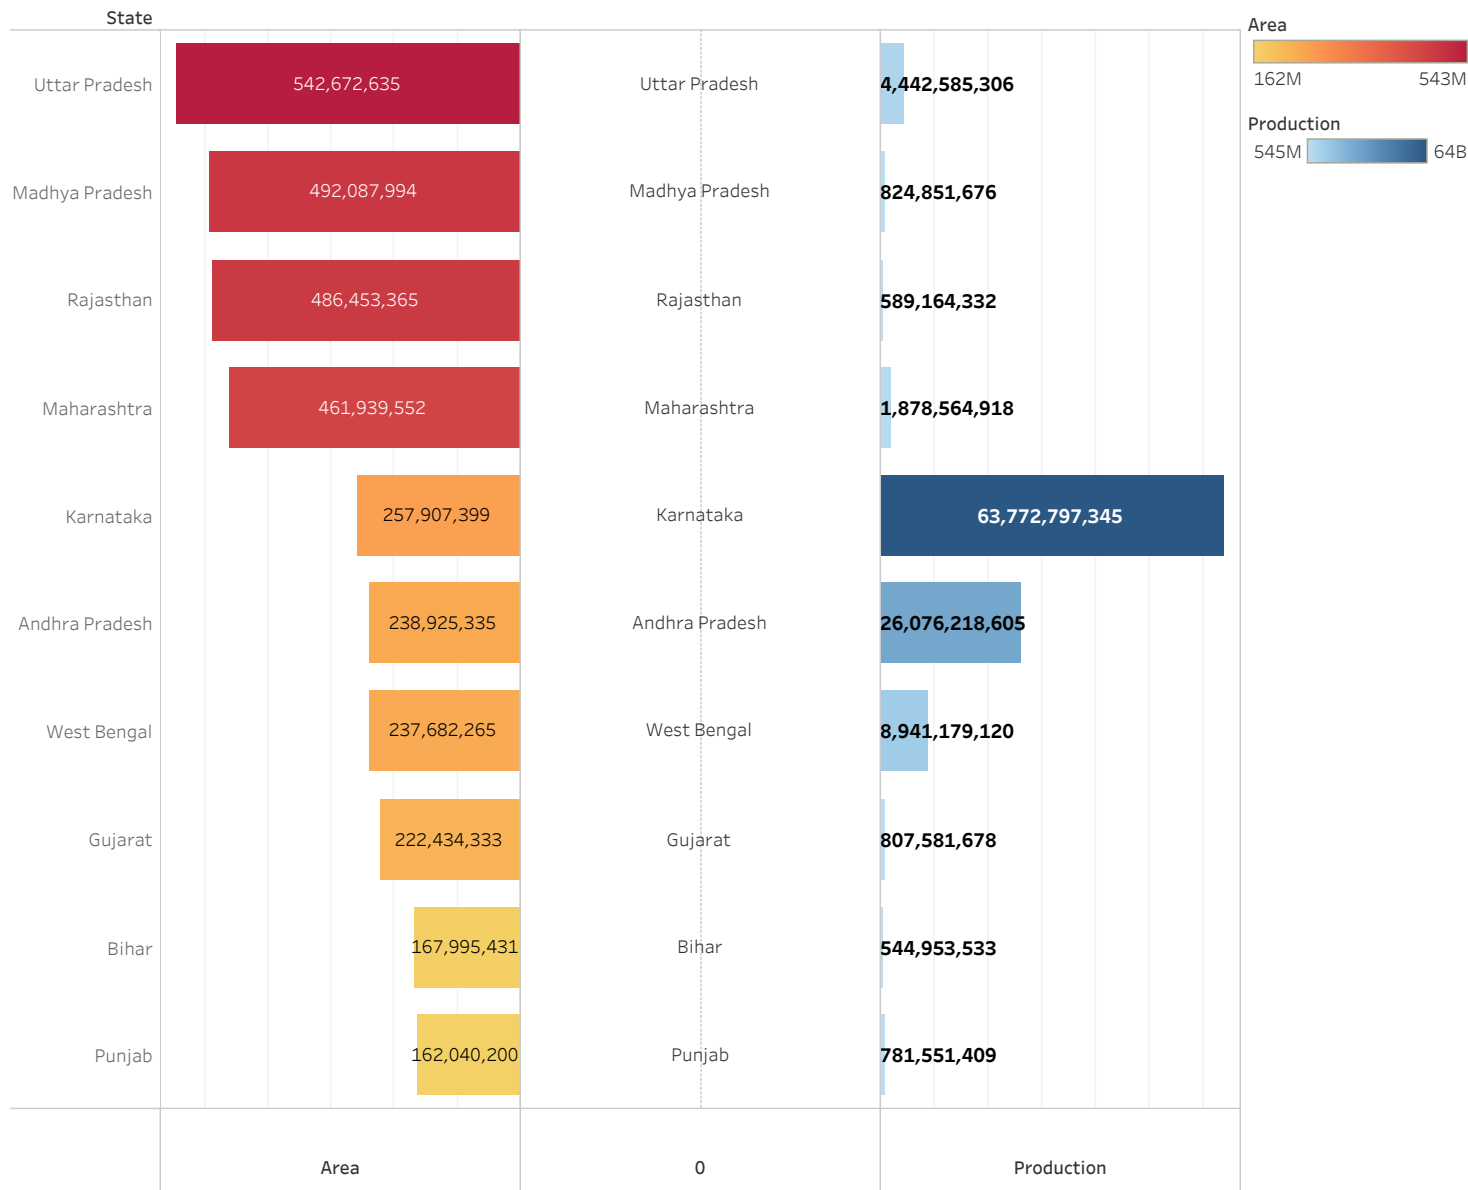 State
Uttar Pradesh 542,672,635 Uttar Pradesh 4,442,585,306
Madhya Pradesh 492,087,994 Madhya Pradesh 824,851,676
Rajasthan 486,453,365 Rajasthan 589,164,332
Maharashtra 461,939,552 Maharashtra 1,878,564,918
Karnataka 257,907,399 Karnataka 63,772,797,345
Andhra Pradesh 238,925,335 Andhra Pradesh 26,076,218,605
West Bengal 237,682,265 West Bengal 8,941,179,120
Gujarat 222,434,333 Gujarat 807,581,678
Bihar 167,995,431 Bihar 544,953,533
Punjab 162,040,200 Punjab 781,551,409
Area 0 Production
Area
162M 543M
Production
545M 64B